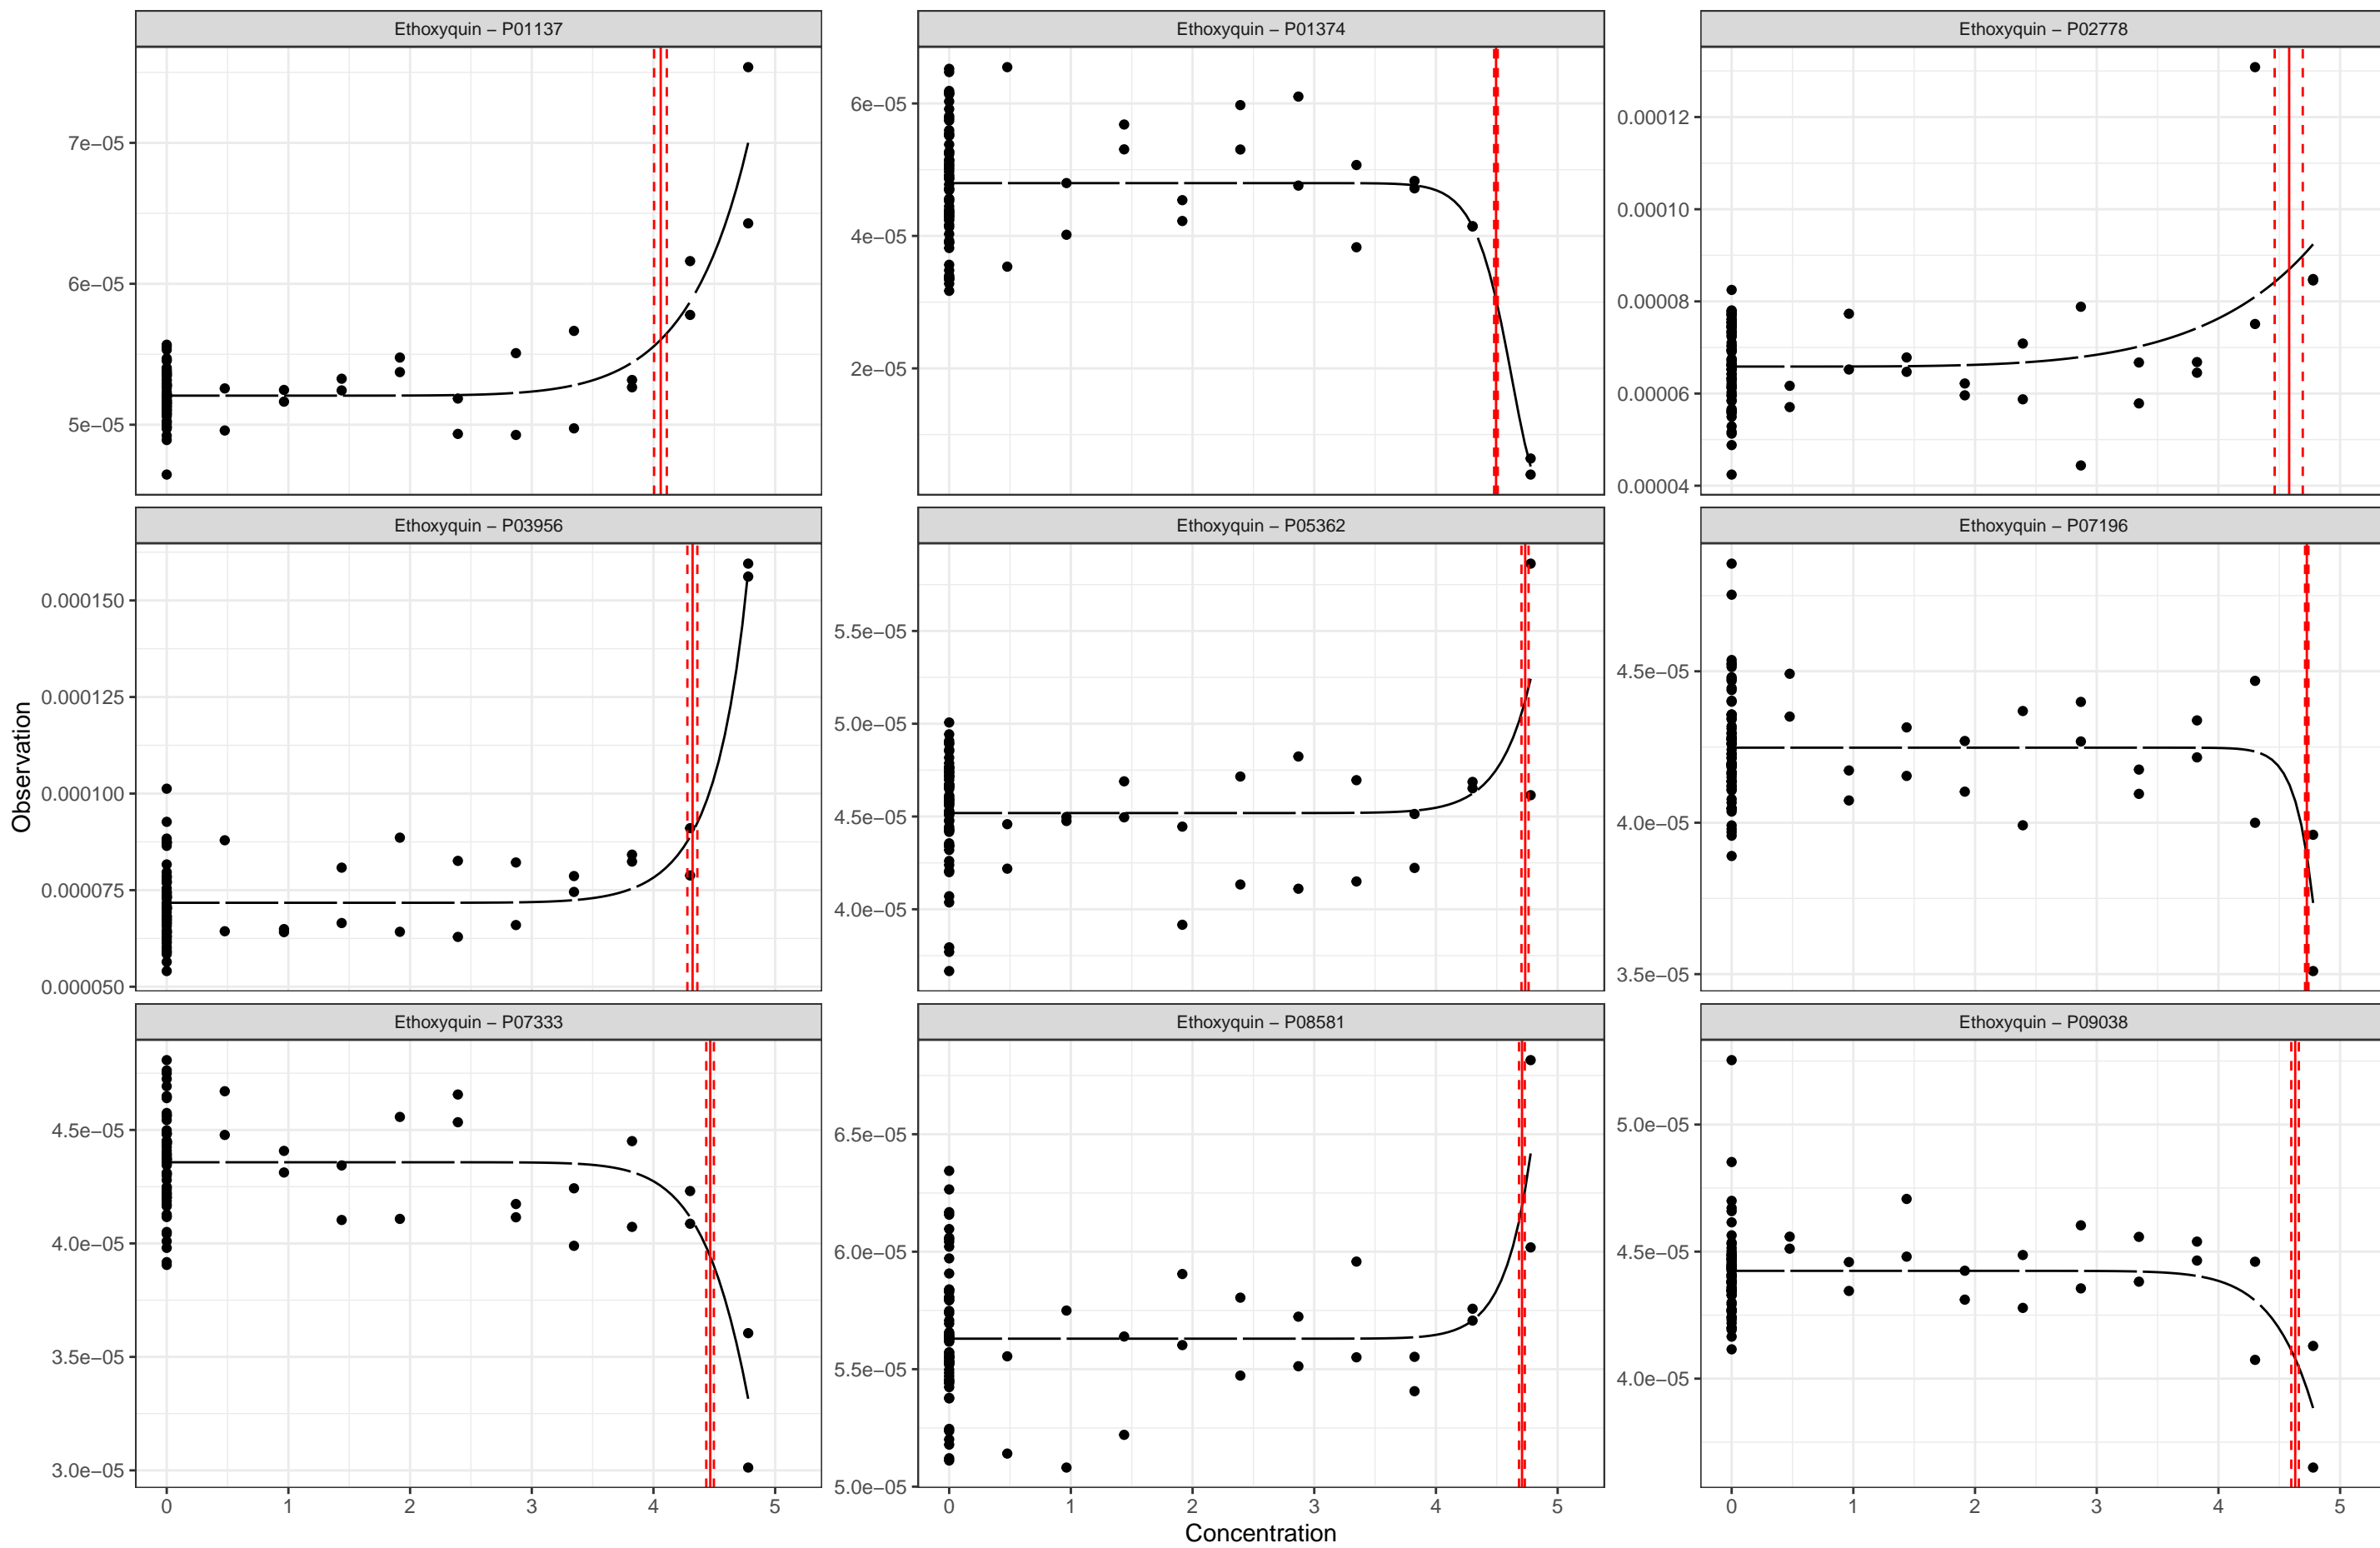 Ethoxyquin − P01137
Ethoxyquin − P01374
Ethoxyquin − P02778
7e−05
6e−05
5e−05
6e−05
4e−05
2e−05
0.00012
0.00010
0.00008
0.00006
0.00004
Ethoxyquin − P03956
Ethoxyquin − P05362
Ethoxyquin − P07196
0.000150
0.000125
0.000100
0.000075
0.000050
5.5e−05
5.0e−05
4.5e−05
4.0e−05
4.5e−05
4.0e−05
3.5e−05
Observation
Ethoxyquin − P07333
Ethoxyquin − P08581
Ethoxyquin − P09038
4.5e−05
4.0e−05
3.5e−05
3.0e−05
6.5e−05
6.0e−05
5.5e−05
5.0e−05
5.0e−05
4.5e−05
4.0e−05
0 1 2 3 4 5
0 1 2 3 4 5
0 1 2 3 4 5
Concentration